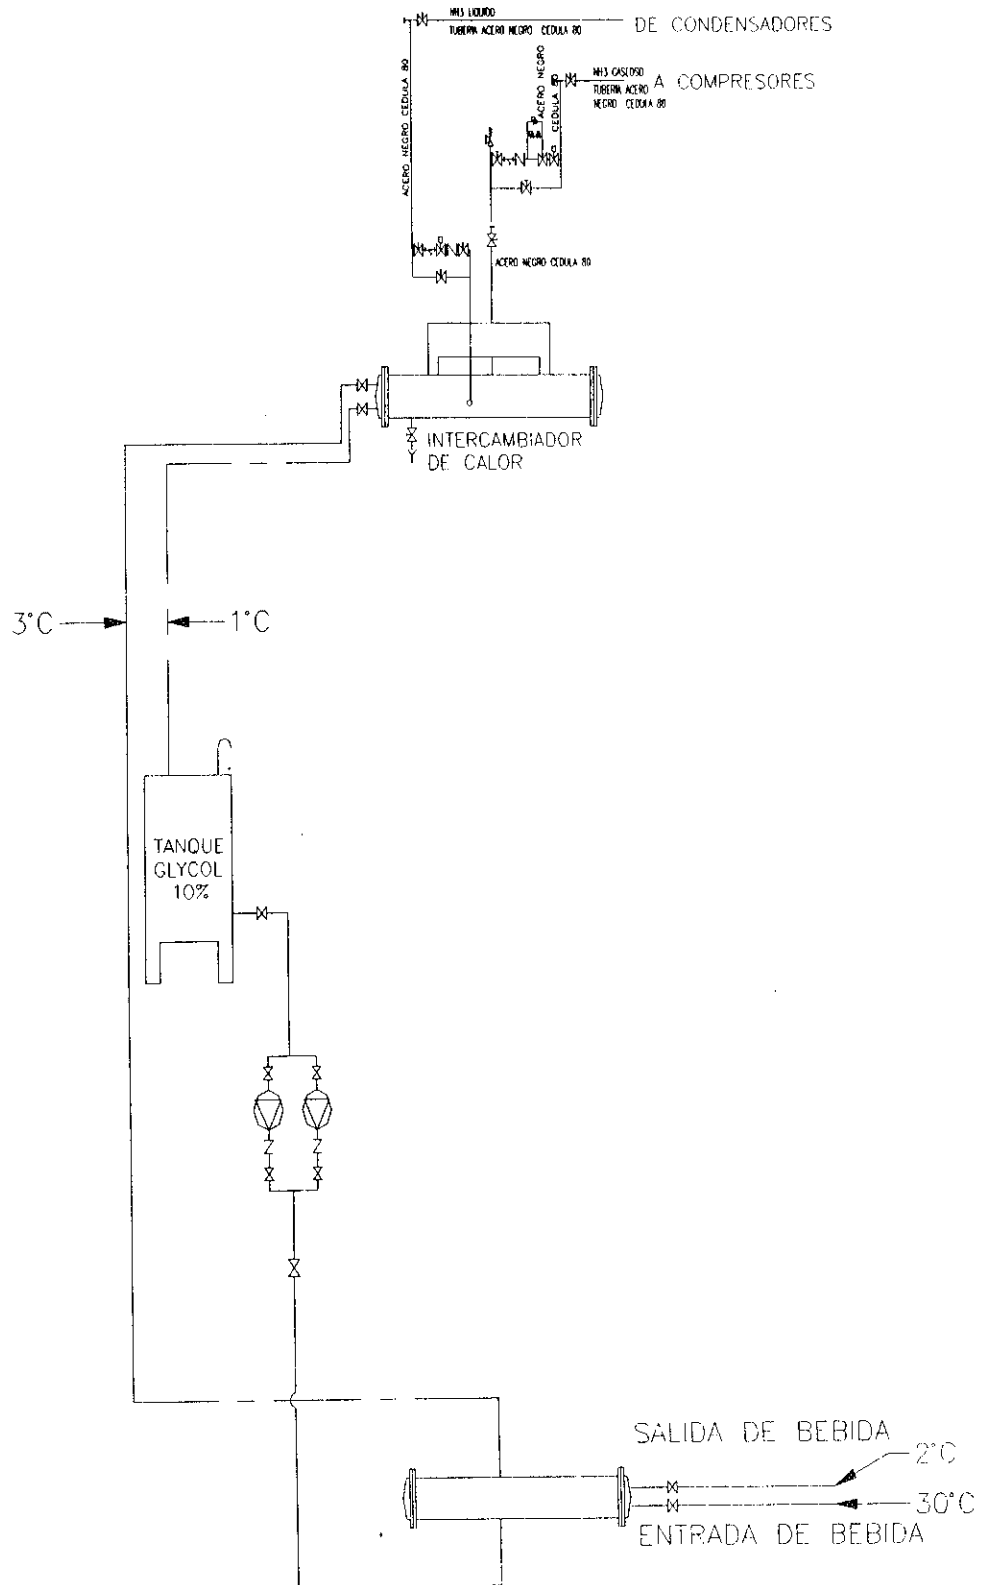 NH3 LIQUIDO
TUBERIA ACERO NEGRO CEDULA 80
DE CONDENSADORES
ACERO NEGRO CEDULA 80
ACERO NEGRO
CEDULA 80
NH3 GASEOSO
TUBERIA ACERO
NEGRO CEDULA 80
A COMPRESORES
ACERO NEGRO CEDULA 80
INTERCAMBIADOR
DE CALOR
3°C
1°C
TANQUE
GLYCOL
10%
SALIDA DE BEBIDA
2°C
30°C
ENTRADA DE BEBIDA